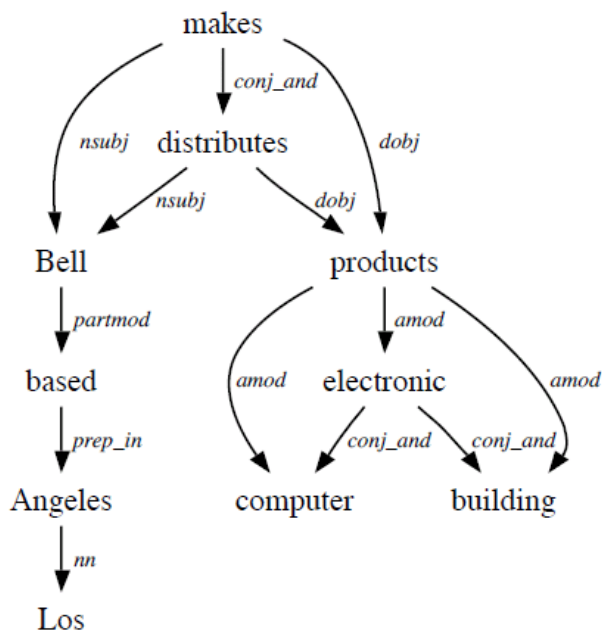 makes
conj_and
nsubj distributes dobj
nsubj dobj
Bell products
partmod amod
based amod electronic amod
prep_in conj_and conj_and
Angeles computer building
nn
Los